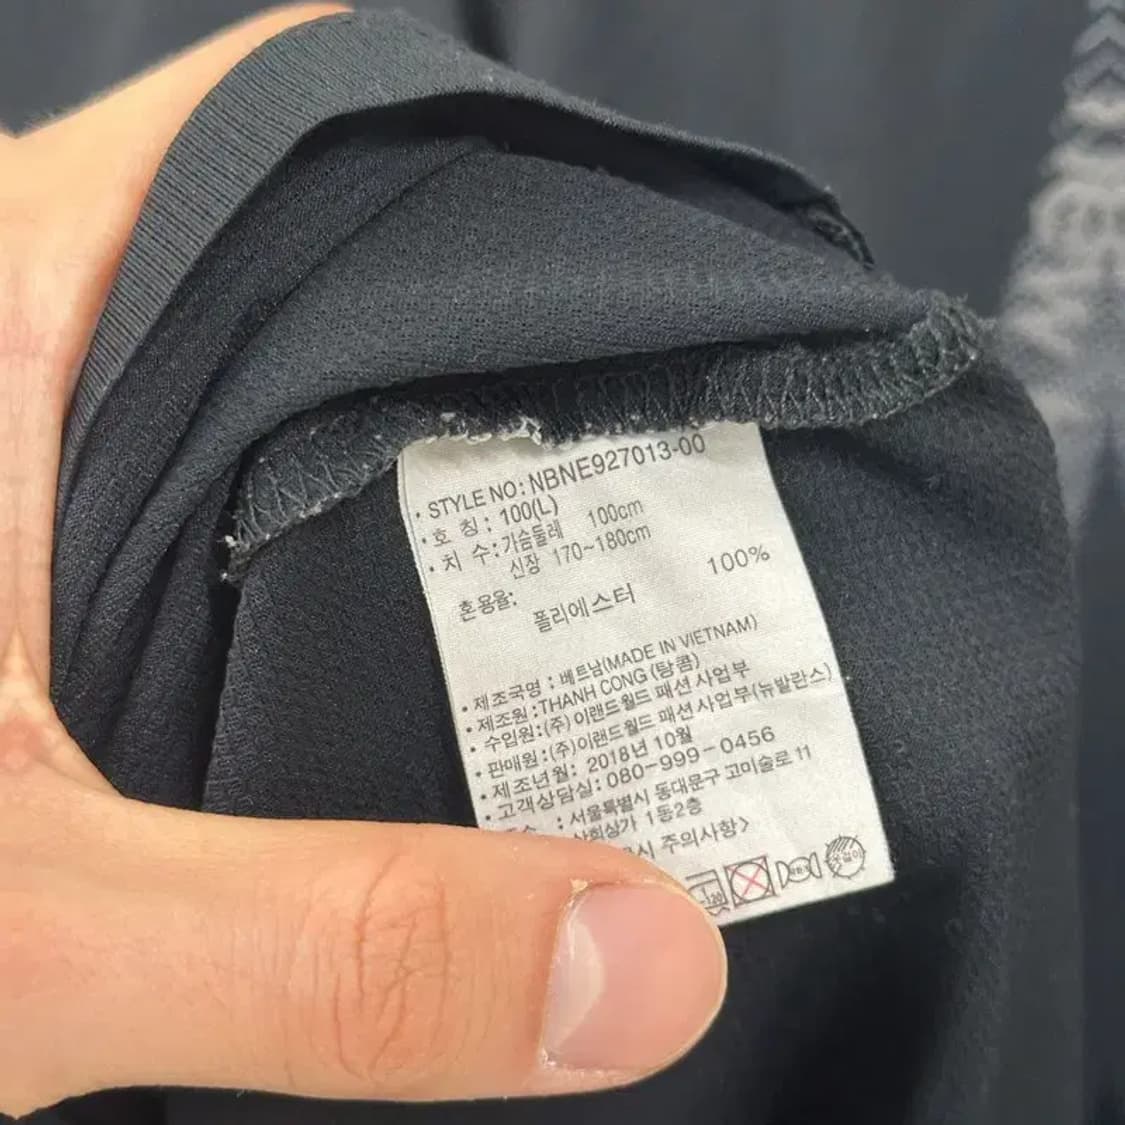 · STYLE NO: NBNE927013-00
· 호 칭 : 100(L)
· 치 수 : 가슴둘레 100cm
신장 170~180cm
혼용율: 100%
폴리에스터
· 제조국명 : 베트남(MADE IN VIETNAM)
· 제조원 : THANH CONG (탕콤)
· 수입원 : (주) 이랜드월드 패션 사업부
· 판매원 : (주)이랜드월드 패션 사업부(뉴발란스)
· 제조년월 : 2018년 10월
· 고객상담실: 080-999-0456
: 서울특별시 동대문구 고미술로 11
상가 1동2층
주의사항>